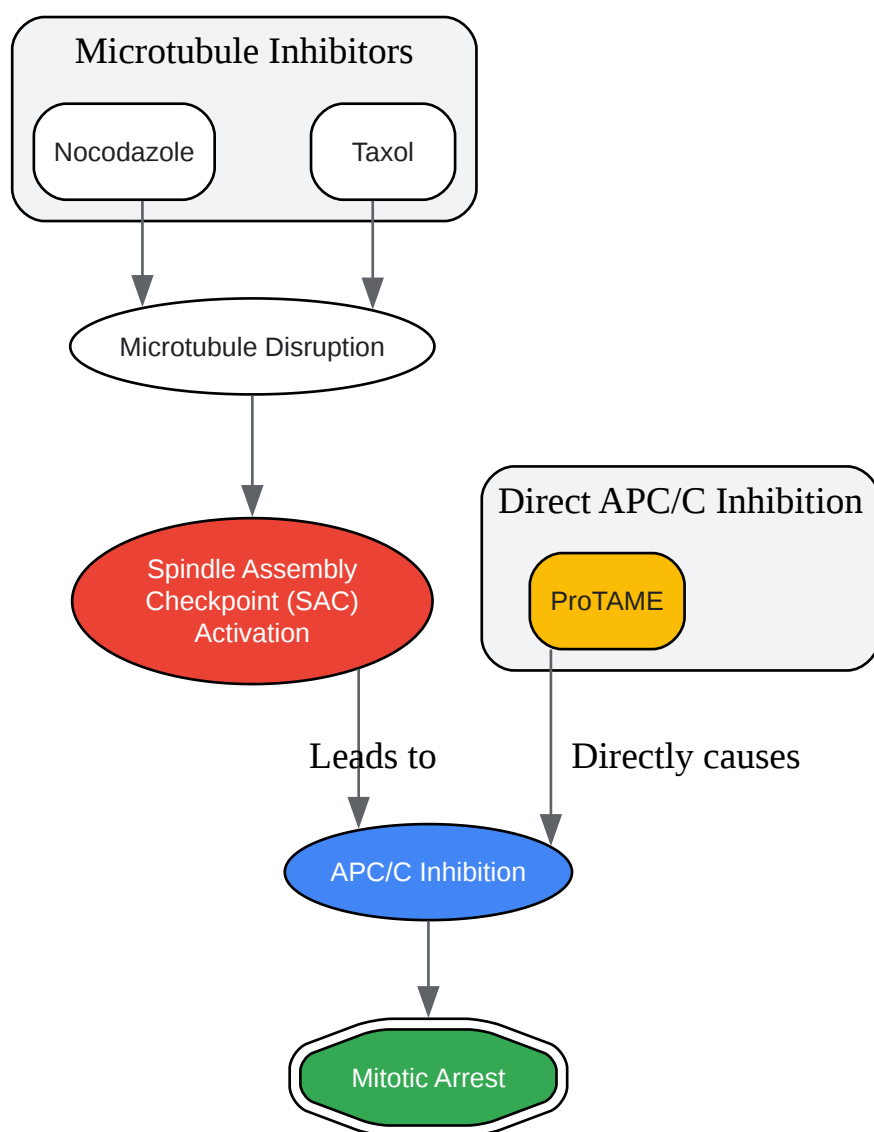 Microtubule Inhibitors
Nocodazole
Taxol
Microtubule Disruption
Direct APC/C Inhibition
ProTAME
Spindle Assembly
Checkpoint (SAC)
Activation
Leads to
Directly causes
APC/C Inhibition
Mitotic Arrest